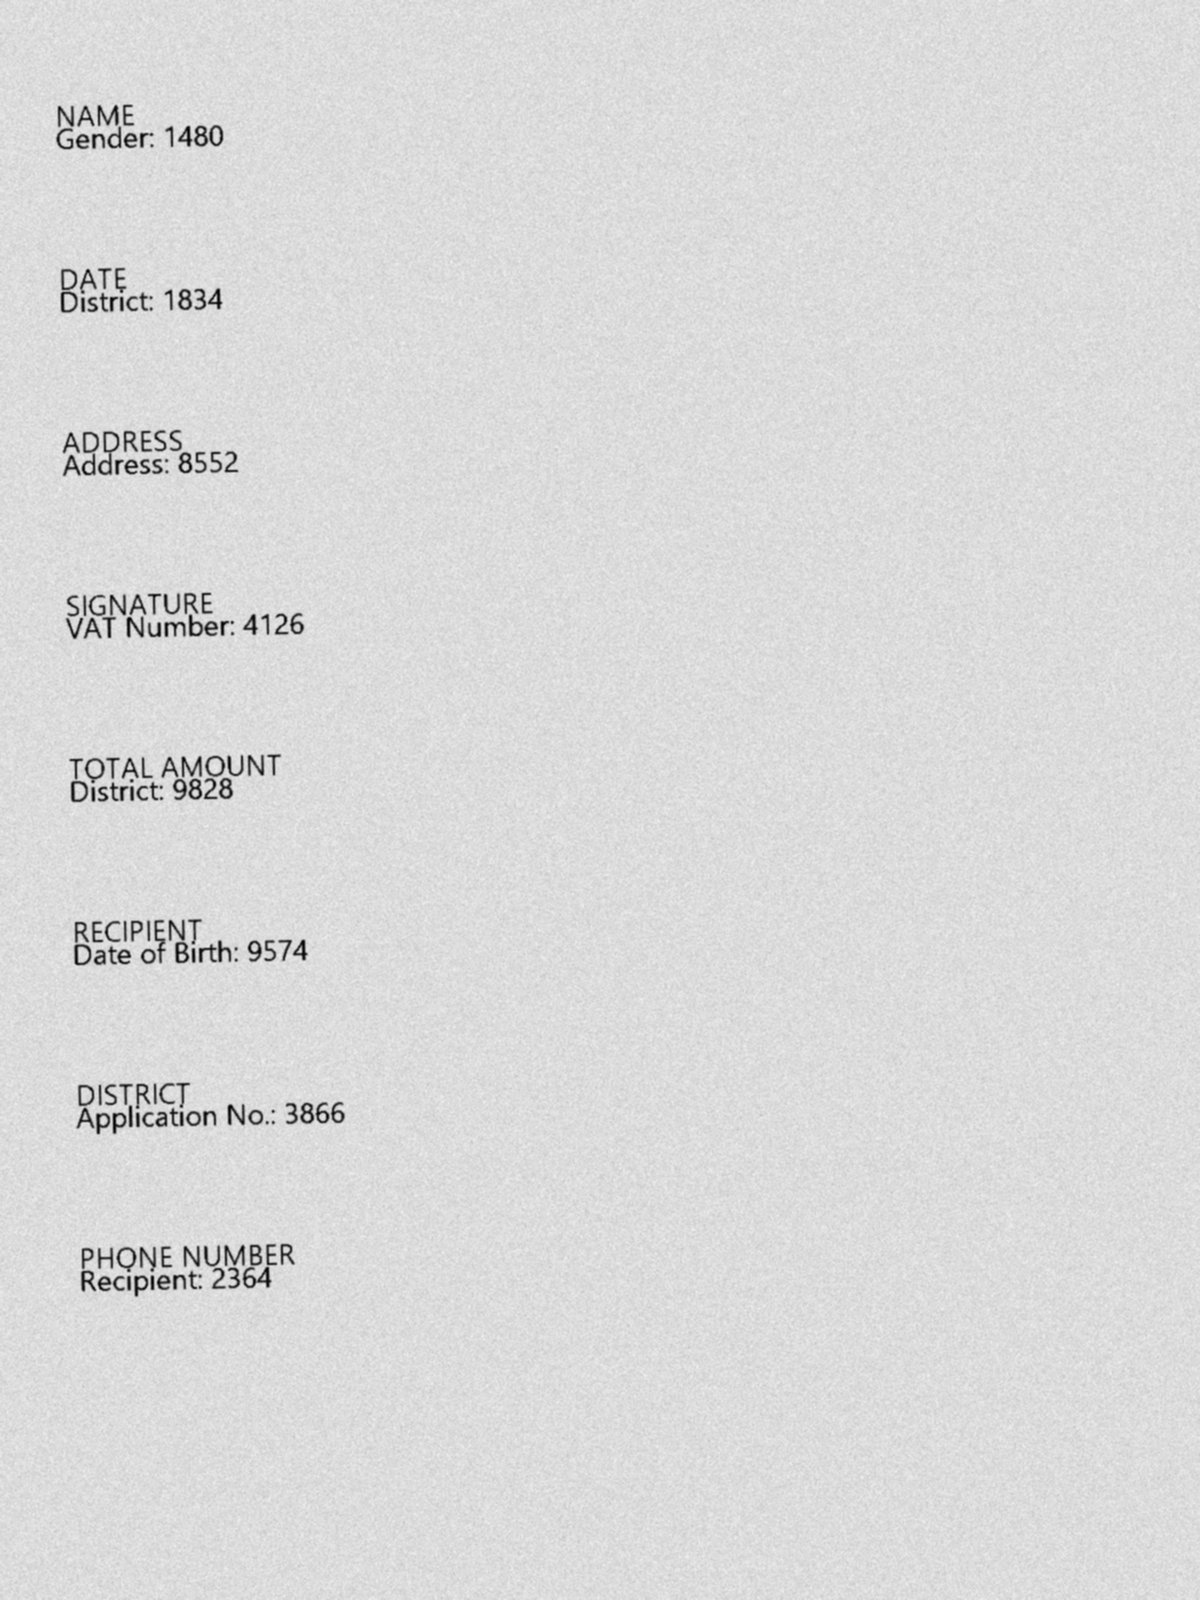 NAME
Gender: 1480
DATE
District: 1834
ADDRESS
Address: 8552
SIGNATURE
VAT Number: 4126
TOTAL AMOUNT
District: 9828
RECIPIENT
Date of Birth: 9574
DISTRICT
Application No.: 3866
PHONE NUMBER
Recipient: 2364